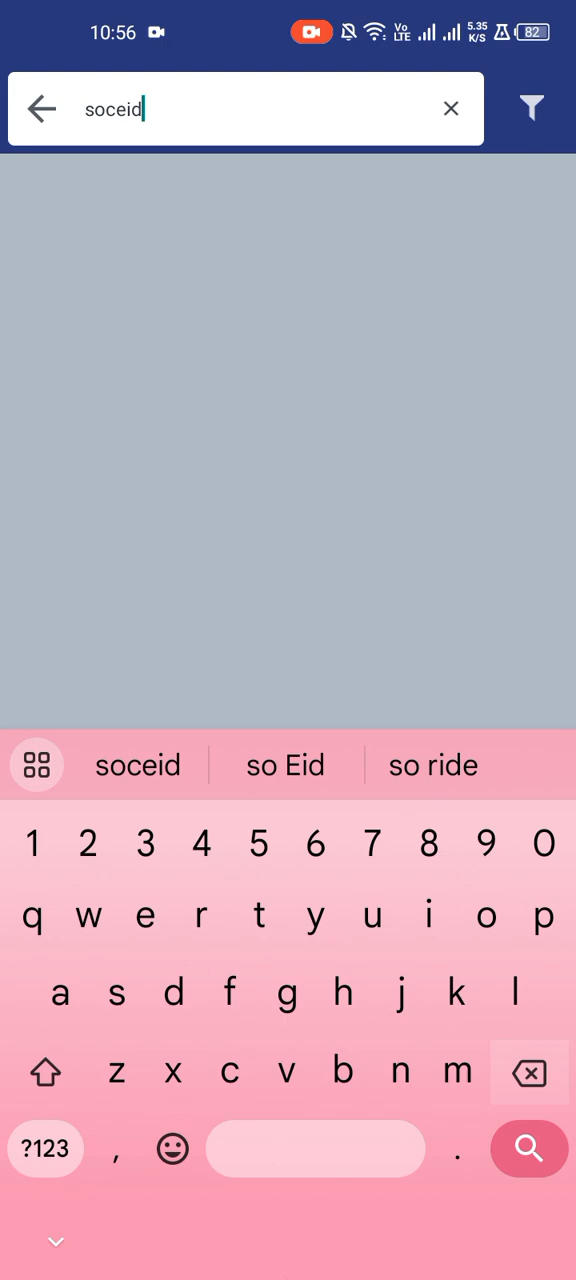 10:56 Vo LTE 5.35 K/S 82
soceid
soceid so Eid so ride
1 2 3 4 5 6 7 8 9 0
q w e r t y u i o p
a s d f g h j k l
z x c v b n m
?123 , .